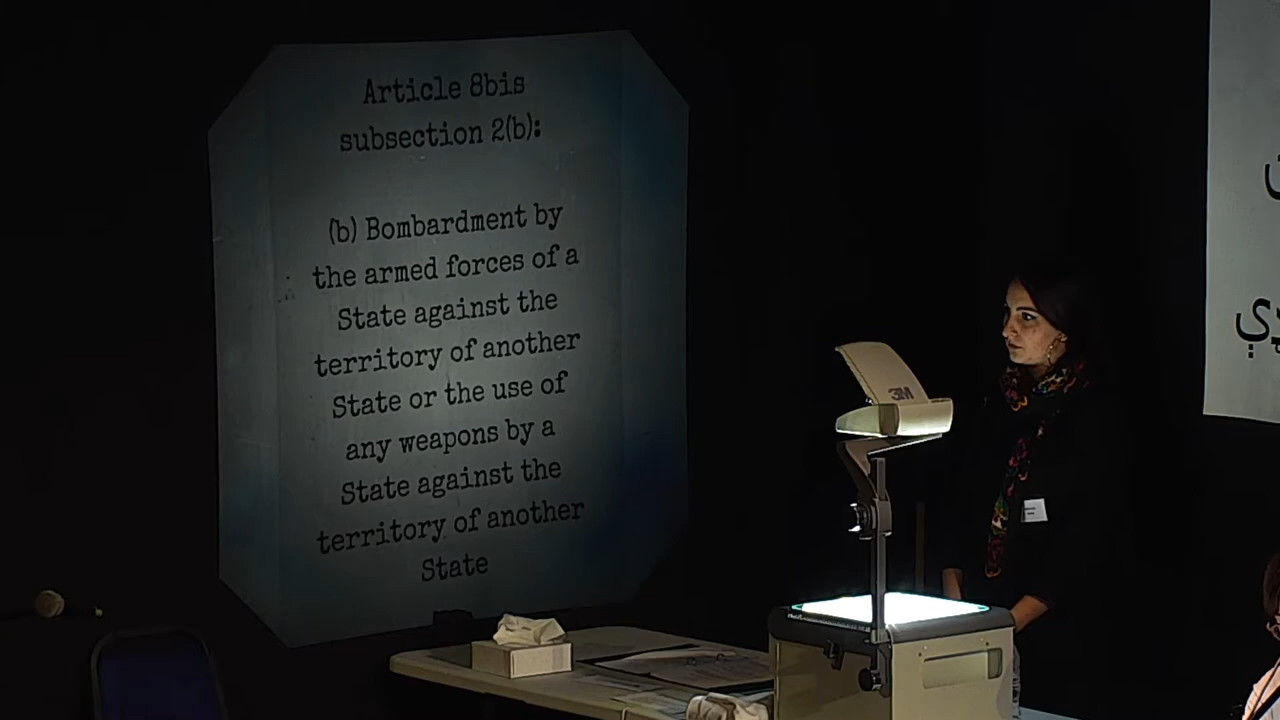 Article 8bis
subsection 2(b):
(b) Bombardment by
the armed forces of a
State against the
territory of another
State or the use of
any weapons by a
State against the
territory of another
State
3M